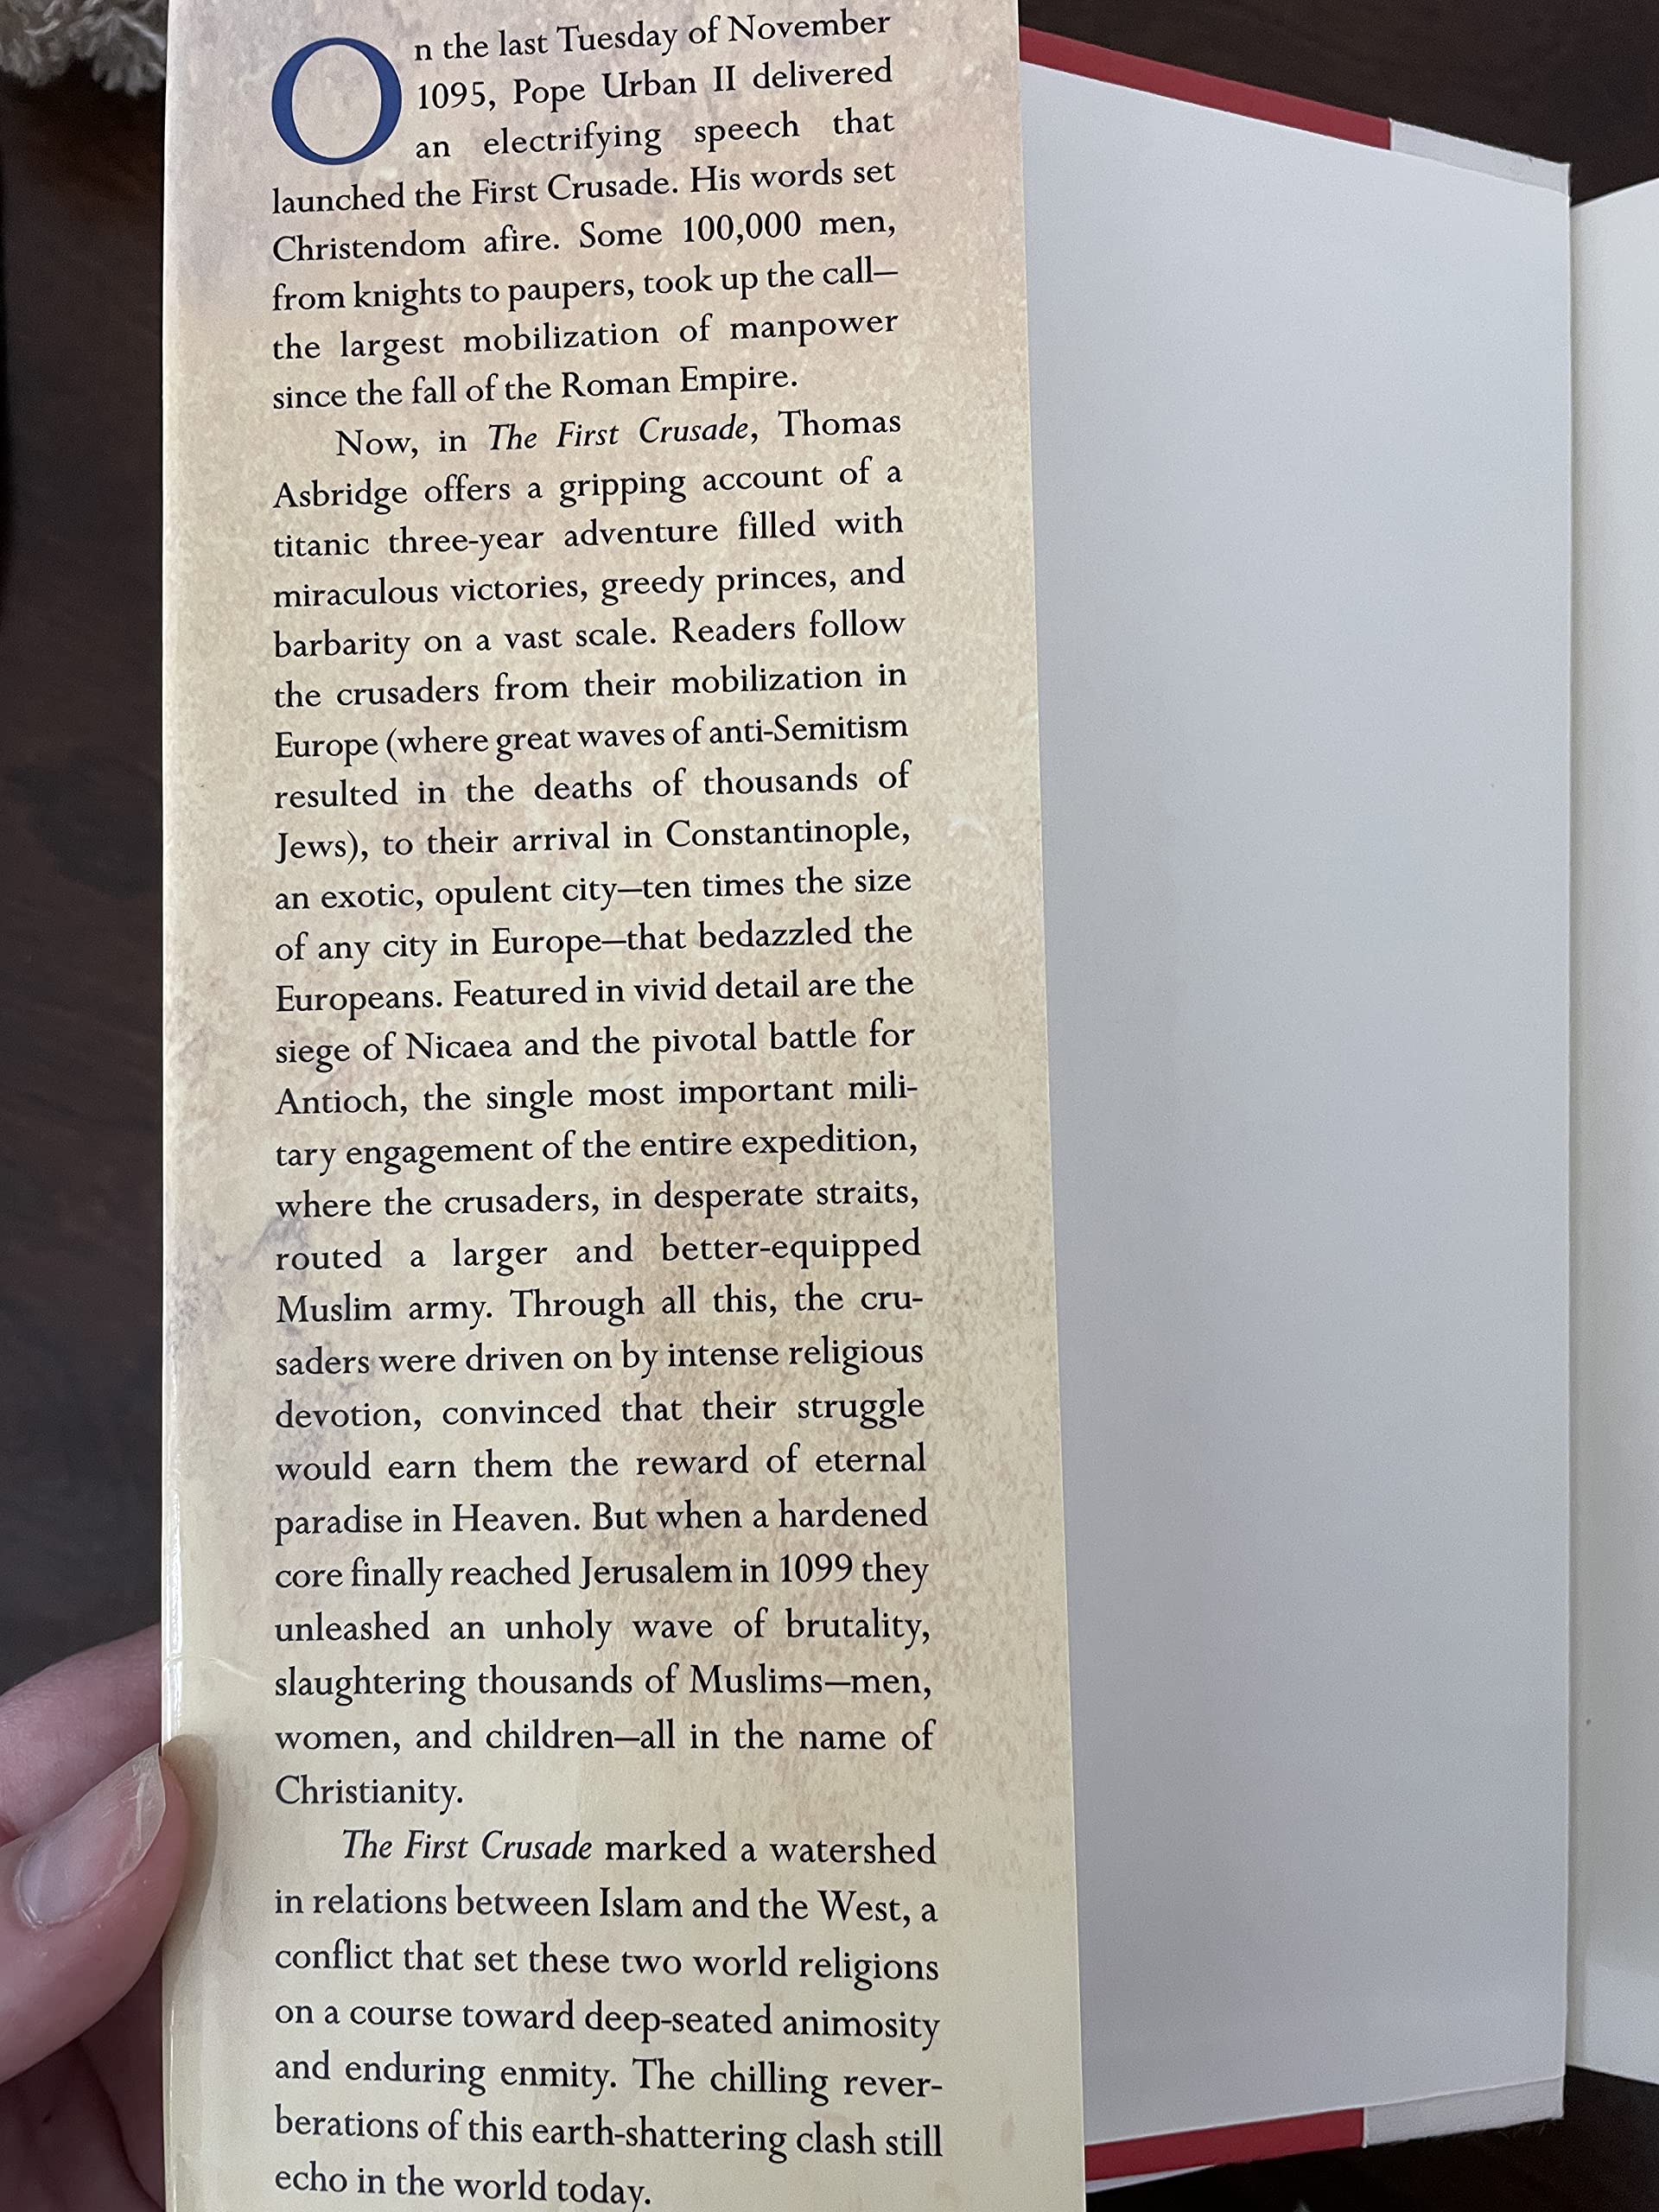 On the last Tuesday of November
1095, Pope Urban II delivered
an electrifying speech that
launched the First Crusade. His words set
Christendom afire. Some 100,000 men,
from knights to paupers, took up the call—
the largest mobilization of manpower
since the fall of the Roman Empire.
Now, in The First Crusade, Thomas
Asbridge offers a gripping account of a
titanic three-year adventure filled with
miraculous victories, greedy princes, and
barbarity on a vast scale. Readers follow
the crusaders from their mobilization in
Europe (where great waves of anti-Semitism
resulted in the deaths of thousands of
Jews), to their arrival in Constantinople,
an exotic, opulent city—ten times the size
of any city in Europe—that bedazzled the
Europeans. Featured in vivid detail are the
siege of Nicaea and the pivotal battle for
Antioch, the single most important mili-
tary engagement of the entire expedition,
where the crusaders, in desperate straits,
routed a larger and better-equipped
Muslim army. Through all this, the cru-
saders were driven on by intense religious
devotion, convinced that their struggle
would earn them the reward of eternal
paradise in Heaven. But when a hardened
core finally reached Jerusalem in 1099 they
unleashed an unholy wave of brutality,
slaughtering thousands of Muslims—men,
women, and children—all in the name of
Christianity.
The First Crusade marked a watershed
in relations between Islam and the West, a
conflict that set these two world religions
on a course toward deep-seated animosity
and enduring enmity. The chilling rever-
berations of this earth-shattering clash still
echo in the world today.